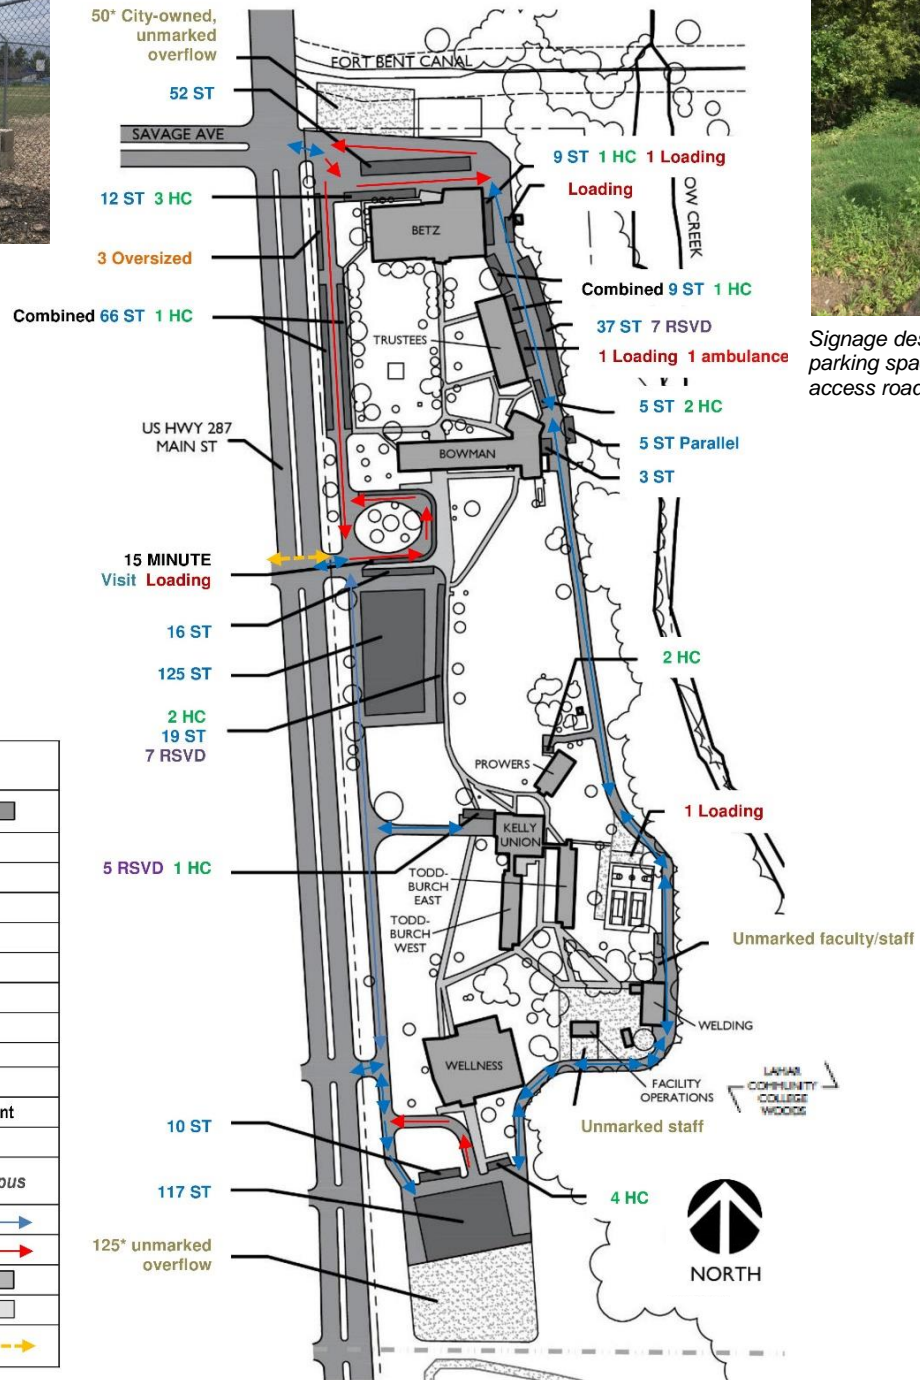 50* City-owned,
unmarked
overflow
FORT BENT CANAL
52 ST
SAVAGE AVE
9 ST 1 HC 1 Loading
Loading
12 ST 3 HC
OW CREEK
BETZ
3 Oversized
Combined 9 ST 1 HC
Combined 66 ST 1 HC
37 ST 7 RSVD
TRUSTEES
1 Loading 1 ambulance
Signage des
parking spa
access road
5 ST 2 HC
US HWY 287
MAIN ST
5 ST Parallel
BOWMAN
3 ST
15 MINUTE
Visit Loading
16 ST
2 HC
125 ST
2 HC
19 ST
7 RSVD
PROWERS
1 Loading
KELLY
UNION
5 RSVD 1 HC
TODD-
BURCH
EAST
TODD-
BURCH
WEST
Unmarked faculty/staff
WELDING
WELLNESS
LAMAR
COMMUNITY
COLLEGE
WOODS
FACILITY
OPERATIONS
nt
10 ST
Unmarked staff
pus
117 ST
4 HC
125* unmarked
overflow
NORTH